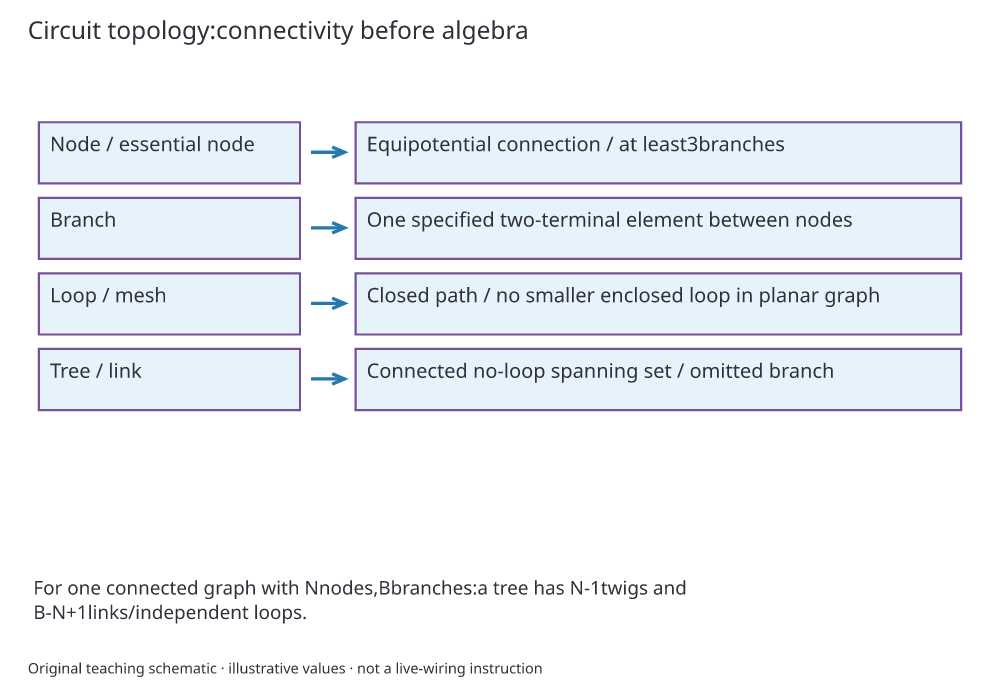 Circuit topology:connectivity before algebra
Node / essential node
Equipotential connection / at least3branches
Branch
One specified two-terminal element between nodes
Loop / mesh
Closed path / no smaller enclosed loop in planar graph
Tree / link
Connected no-loop spanning set / omitted branch
For one connected graph with Nnodes,Bbranches:a tree has N-1twigs and
B-N+1links/independent loops.
Original teaching schematic · illustrative values · not a live-wiring instruction